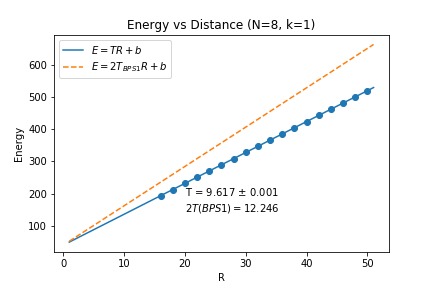 Energy vs Distance (N=8, k=1)
E = TR + b
E = 2T_{BPS1}R + b
Energy
600
500
400
300
200
100
T = 9.617 ± 0.001
2T(BPS1) = 12.246
0 10 20 30 40 50
R